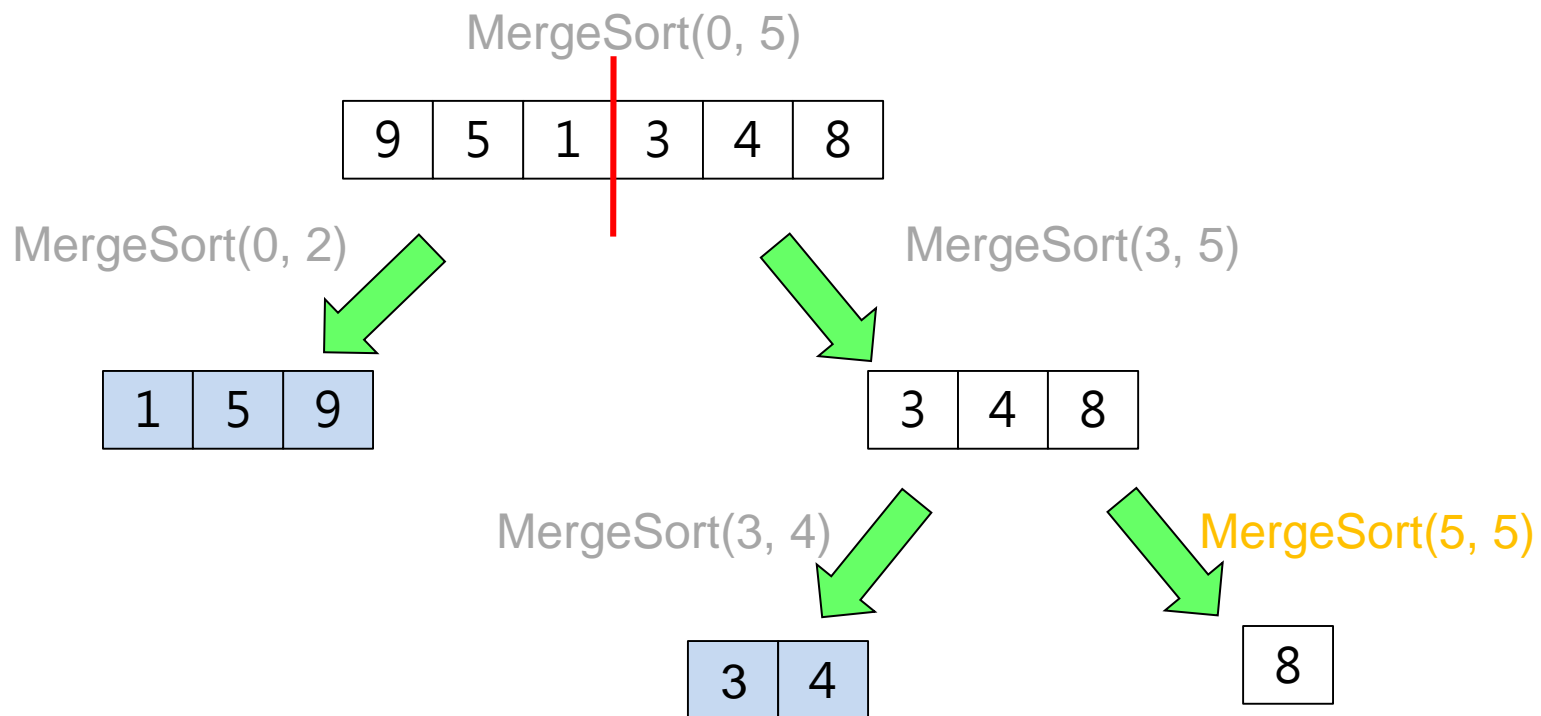 MergeSort(0, 5)
9 5 1 3 4 8
MergeSort(0, 2)
MergeSort(3, 5)
1 5 9
3 4 8
MergeSort(3, 4)
MergeSort(5, 5)
3 4
8